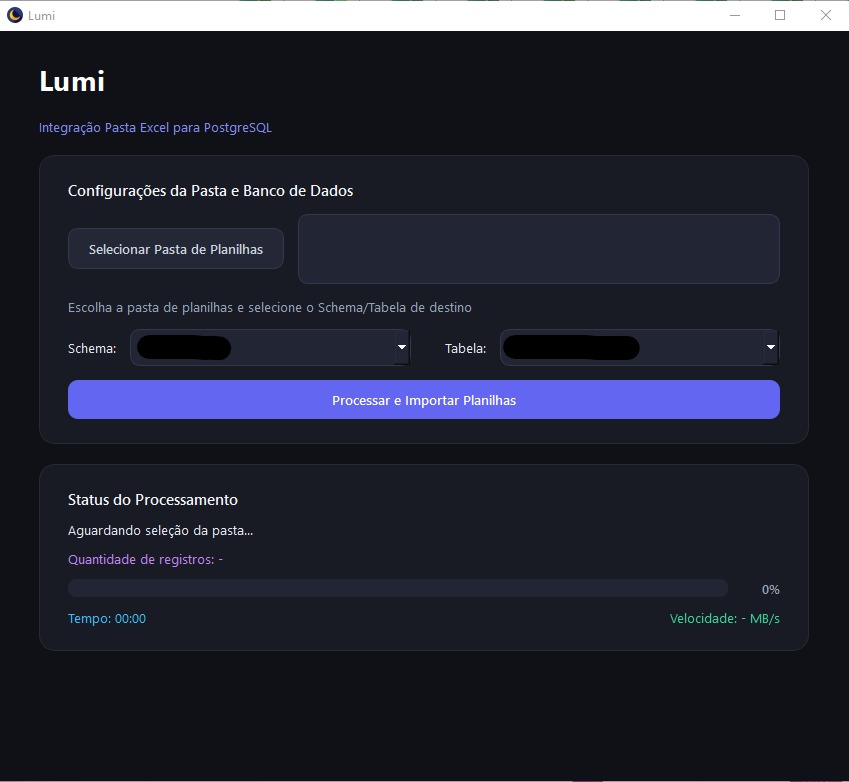 Lumi
Lumi
Integração Pasta Excel para PostgreSQL
Configurações da Pasta e Banco de Dados
Selecionar Pasta de Planilhas
Escolha a pasta de planilhas e selecione o Schema/Tabela de destino
Schema: Tabela:
Processar e Importar Planilhas
Status do Processamento
Aguardando seleção da pasta...
Quantidade de registros: -
0%
Tempo: 00:00 Velocidade: - MB/s